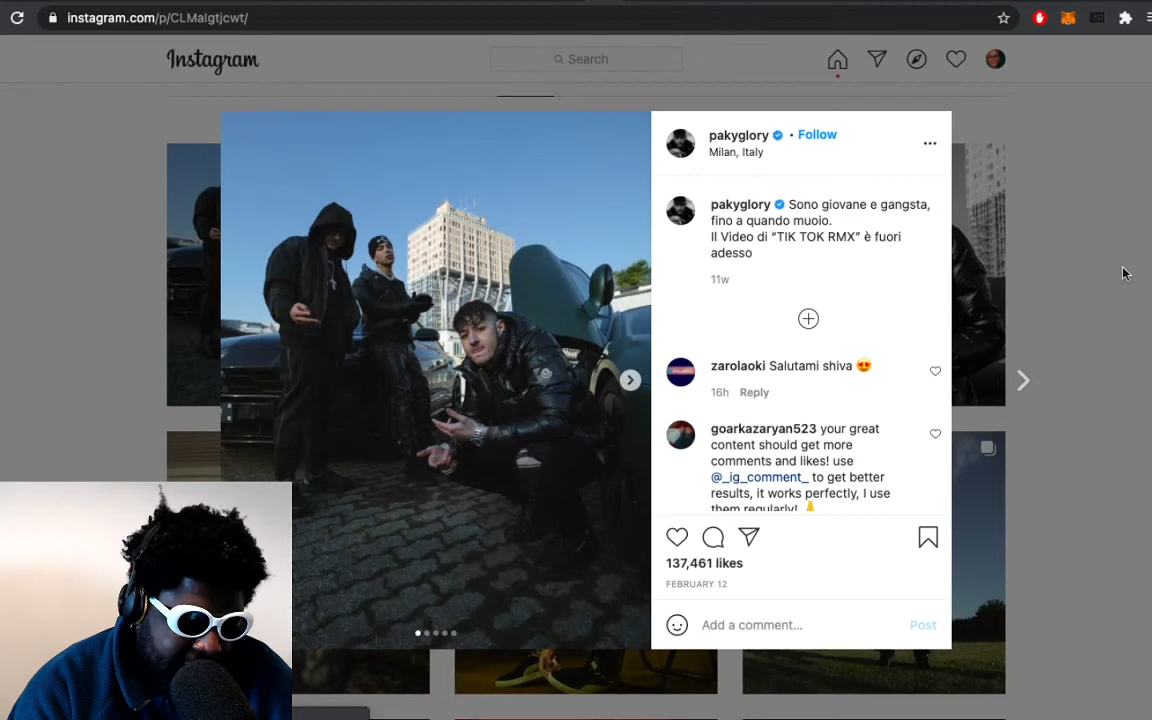 instagram.com/p/CLMalgtjcwt/
Instagram
Search
pakyglory • Follow
Milan, Italy
pakyglory Sono giovane e gangsta,
fino a quando muoio.
Il Video di “TIK TOK RMX” è fuori
adesso
11w
zarolaoki Salutami shiva 😍
16h Reply
goarkazaryan523 your great
content should get more
comments and likes! use
@_ig_comment_ to get better
results, it works perfectly, I use
them regularly! 🙏
137,461 likes
FEBRUARY 12
Add a comment... Post